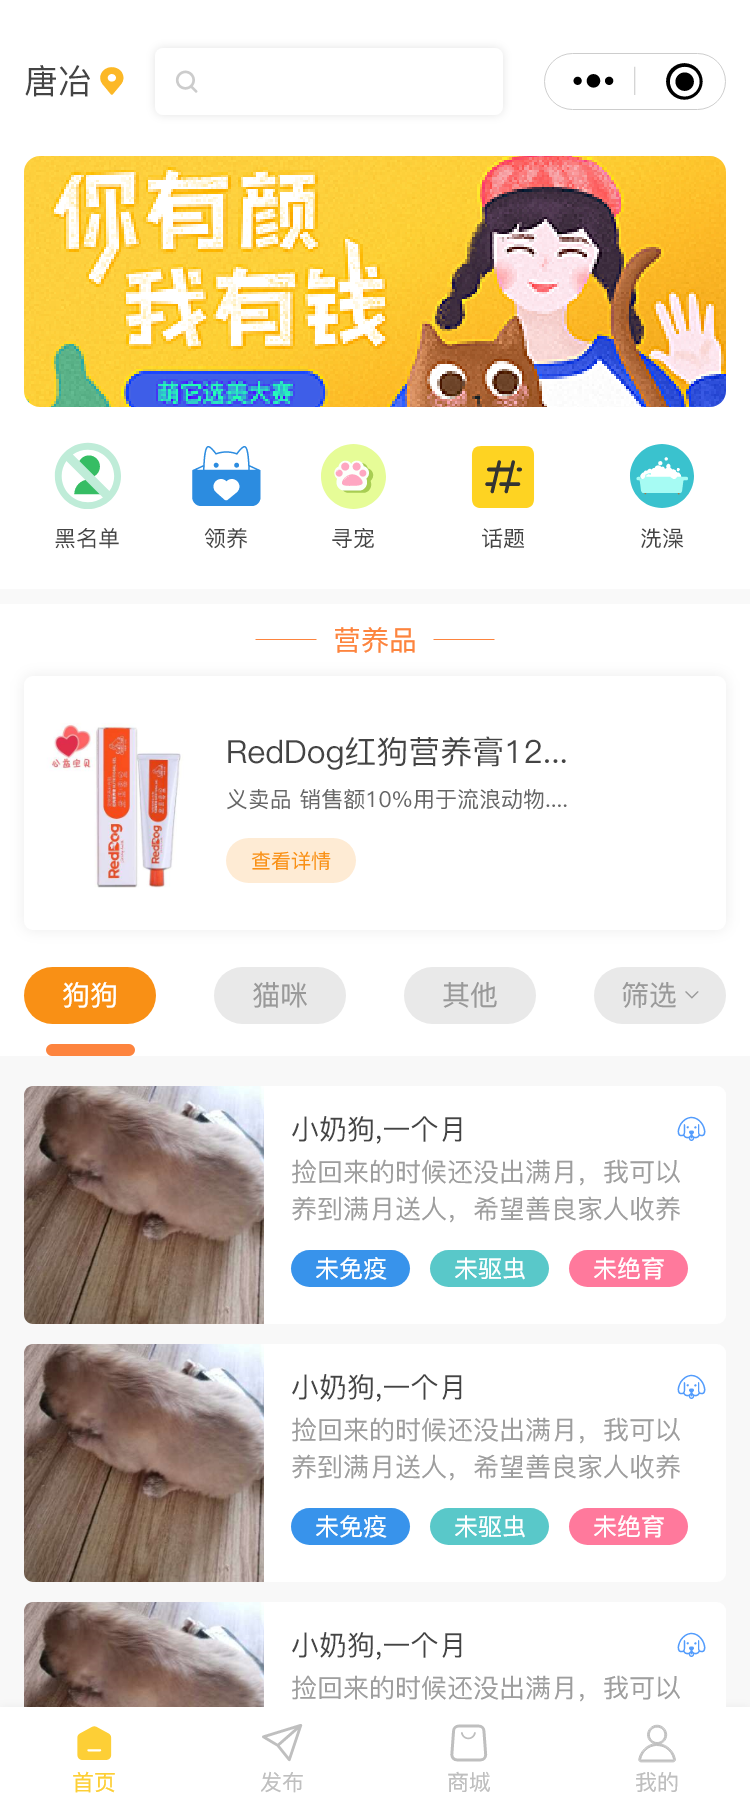 唐冶
你有颜
我有钱
萌它选美大赛
黑名单 领养 寻宠 话题 洗澡
营养品
RedDog红狗营养膏12...
义卖品 销售额10%用于流浪动物....
RedDog
RedDog
查看详情
狗狗 猫咪 其他 筛选
小奶狗,一个月
捡回来的时候还没出满月，我可以
养到满月送人，希望善良家人收养
未免疫 未驱虫 未绝育
小奶狗,一个月
捡回来的时候还没出满月，我可以
养到满月送人，希望善良家人收养
未免疫 未驱虫 未绝育
小奶狗,一个月
捡回来的时候还没出满月，我可以
首页 发布 商城 我的